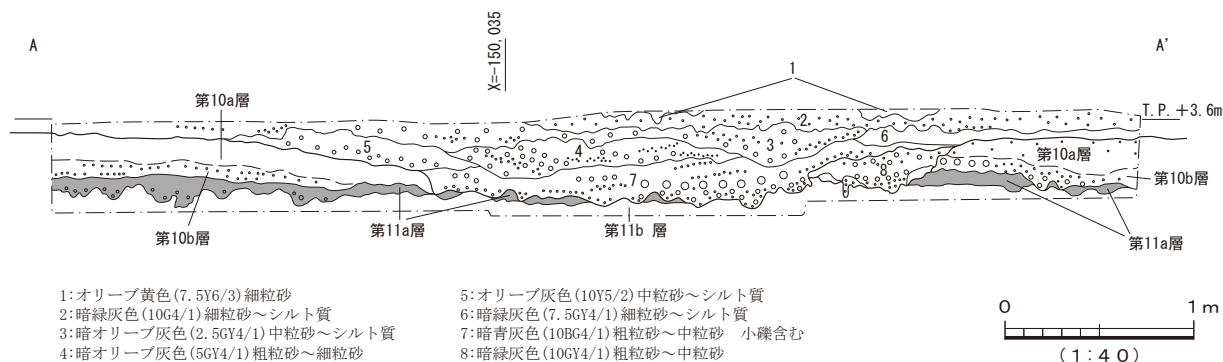 A
X=-150,035
A'
1
第10a層
T.P.+3.6m
2
5
4
3
6
第10a層
8
7
第10b層
第10b層
第11a層
第11b 層
第11a層
1:オリーブ黄色(7.5Y6/3)細粒砂
2:暗緑灰色(10G4/1)細粒砂～シルト質
3:暗オリーブ灰色(2.5GY4/1)中粒砂～シルト質
4:暗オリーブ灰色(5GY4/1)粗粒砂～細粒砂
5:オリーブ灰色(10Y5/2)中粒砂～シルト質
6:暗緑灰色(7.5GY4/1)細粒砂～シルト質
7:暗青灰色(10BG4/1)粗粒砂～中粒砂　小礫含む
8:暗緑灰色(10GY4/1)粗粒砂～中粒砂
0 1m
(1:40)